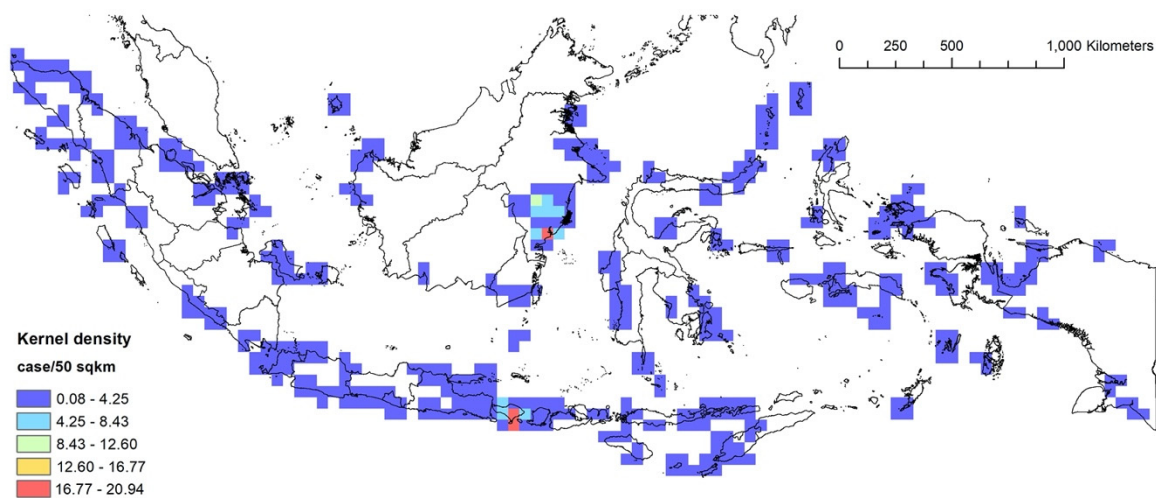 0 250 500 1,000 Kilometers
Kernel density
case/50 sqkm
0.08 - 4.25
4.25 - 8.43
8.43 - 12.60
12.60 - 16.77
16.77 - 20.94